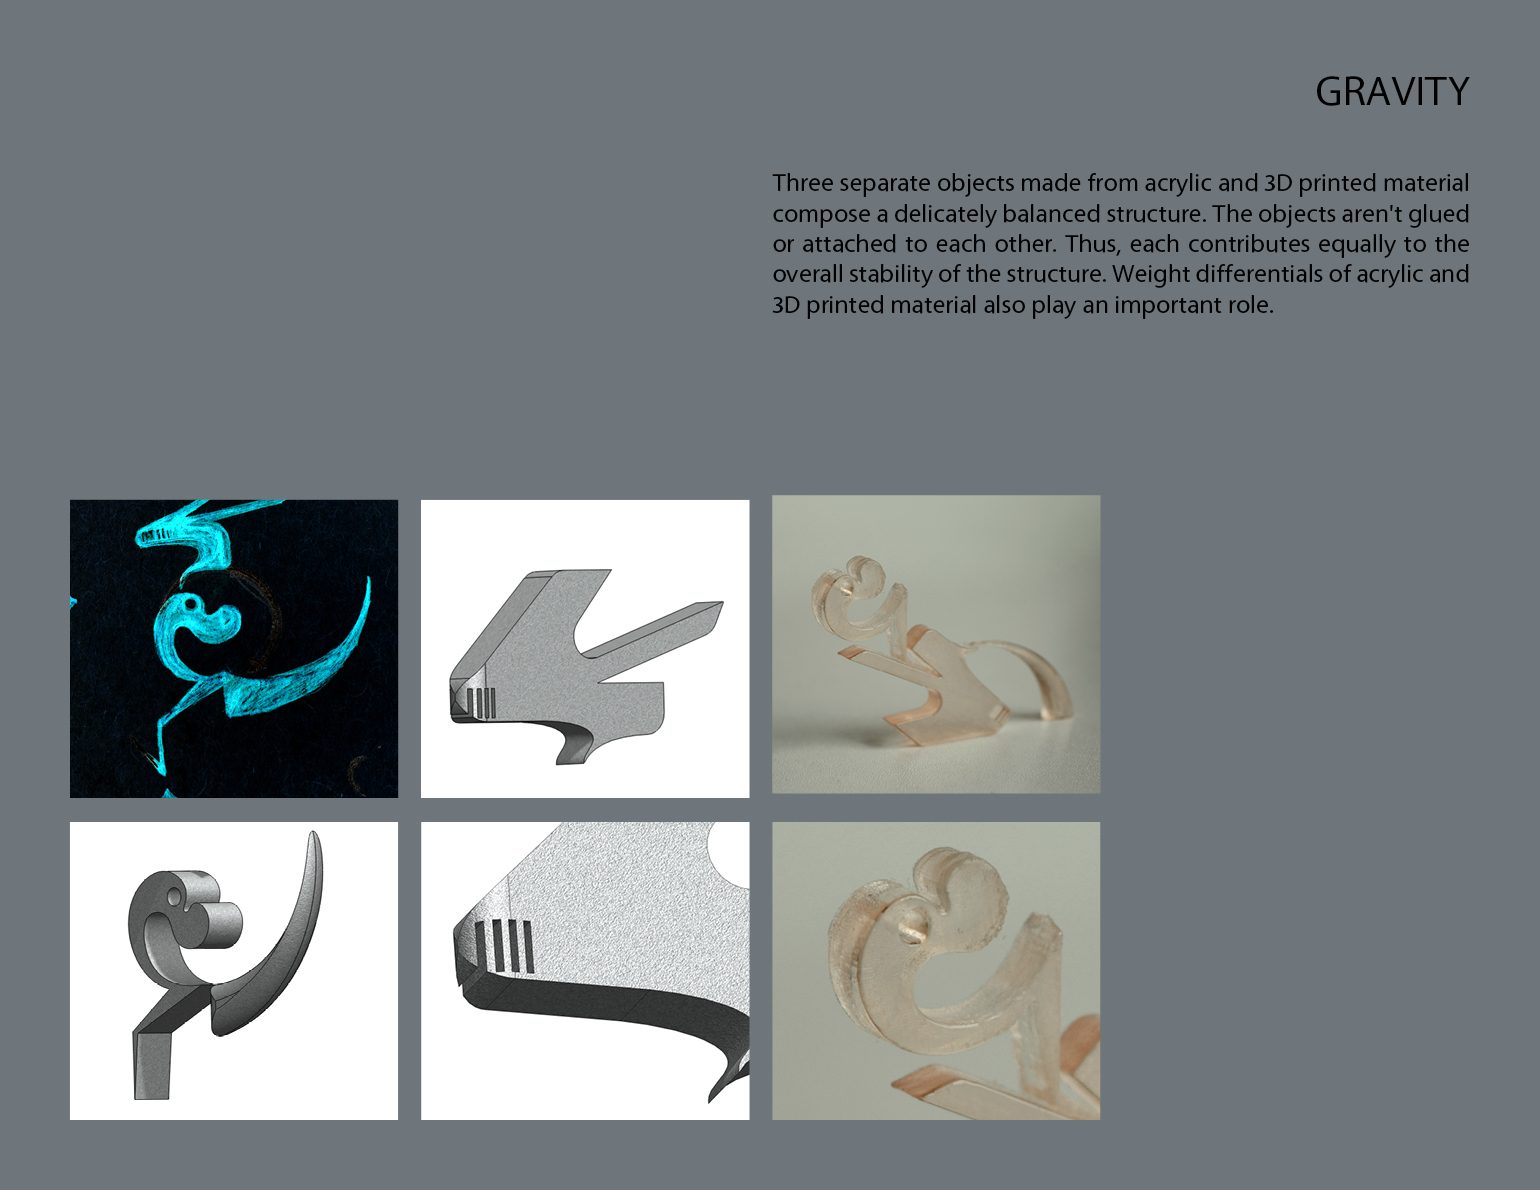 GRAVITY
Three separate objects made from acrylic and 3D printed material
compose a delicately balanced structure. The objects aren't glued
or attached to each other. Thus, each contributes equally to the
overall stability of the structure. Weight differentials of acrylic and
3D printed material also play an important role.